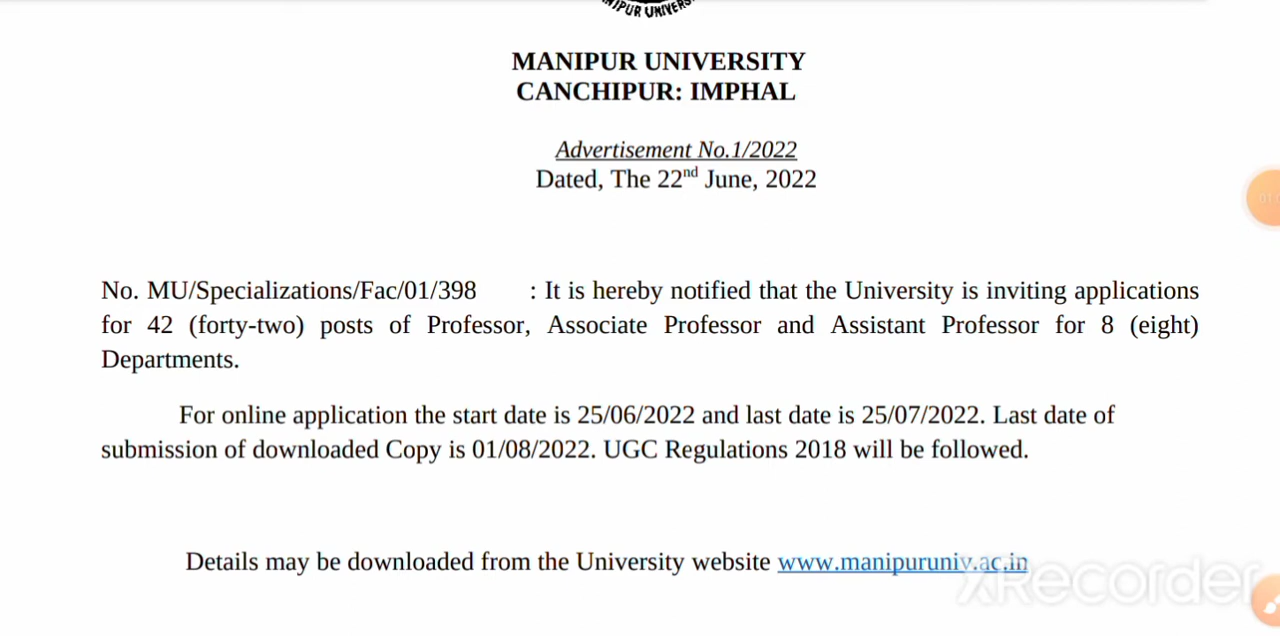 MANIPUR UNIVERSITY
CANCHIPUR: IMPHAL
Advertisement No.1/2022
Dated, The 22nd June, 2022
No. MU/Specializations/Fac/01/398 : It is hereby notified that the University is inviting applications
for 42 (forty-two) posts of Professor, Associate Professor and Assistant Professor for 8 (eight)
Departments.
For online application the start date is 25/06/2022 and last date is 25/07/2022. Last date of
submission of downloaded Copy is 01/08/2022. UGC Regulations 2018 will be followed.
Details may be downloaded from the University website www.manipuruniv.ac.in
XRecorder